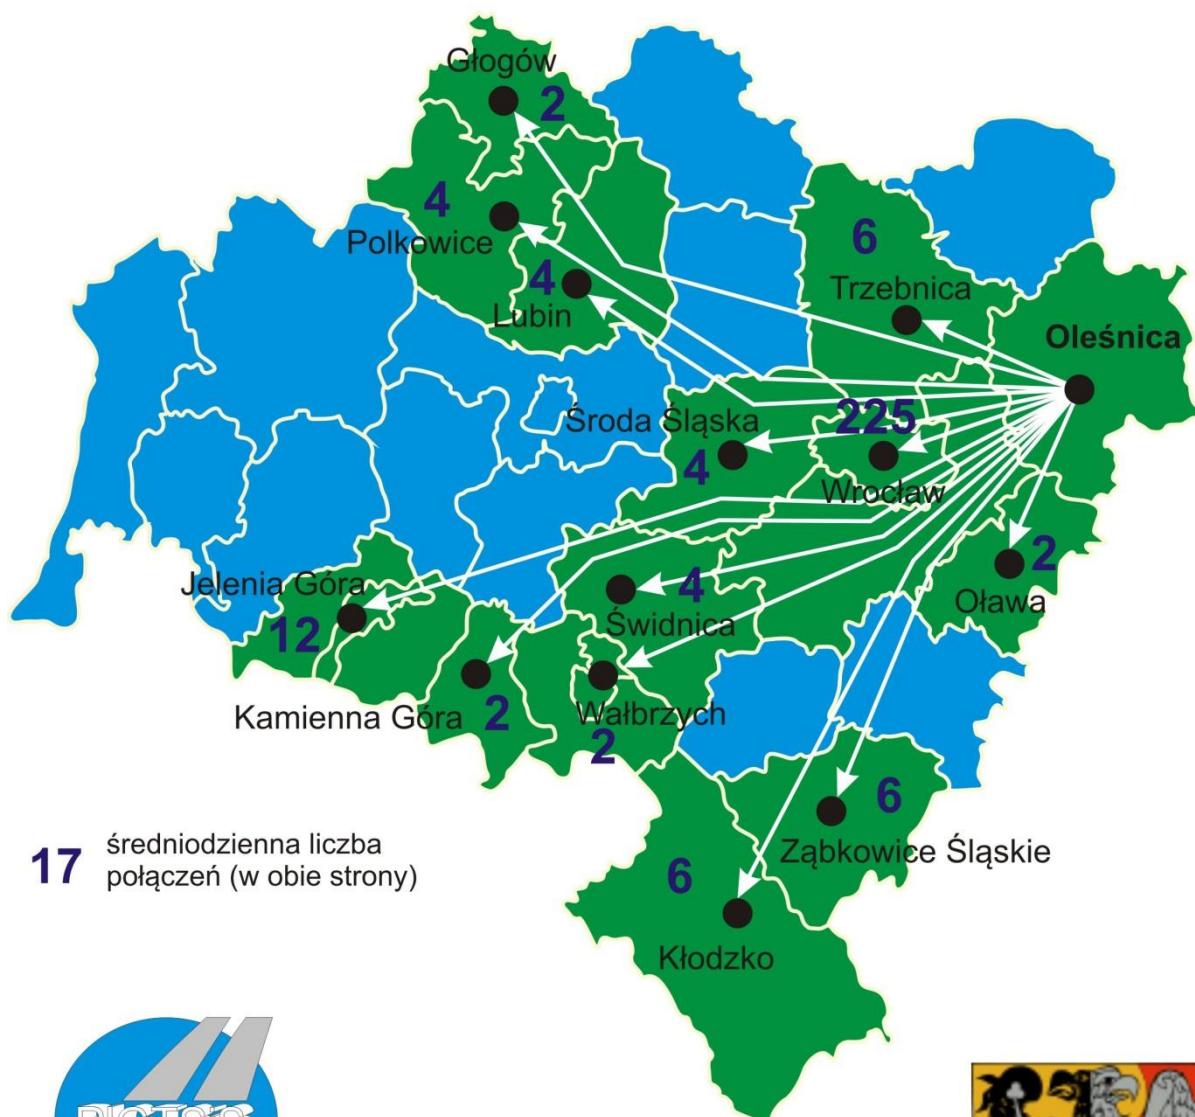 Głogów
2
4
Polkowice
4
Lubin
6
Trzebnica
Oleśnica
Środa Śląska
4
225
Wrocław
2
Oława
Jelenia Góra
12
4
Świdnica
Kamienna Góra
2
Wałbrzych
2
6
Ząbkowice Śląskie
6
Kłodzko
17
średniodzienna liczba
połączeń (w obie strony)